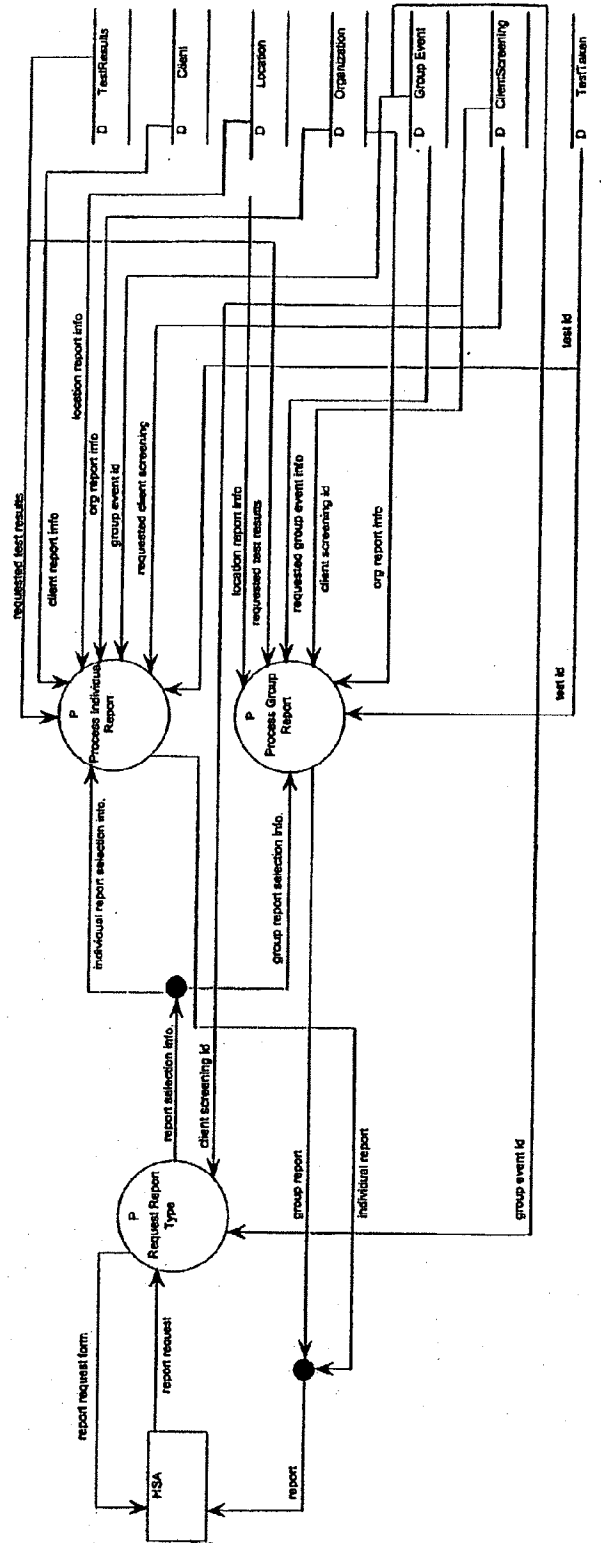 HSA
report request form
report request
report
P
Request Report
Type
report selection info.
client screening id
group report
individual report
group event id
individual report selection info.
group report selection info.
P
Process Individual
Report
P
Process Group
Report
requested test results
client report info
location report info
org report info
group event id
requested client screening
location report info
requested test results
requested group event info
client screening id
org report info
test id
test id
D TestResults
D Client
D Location
D Organization
D Group Event
D ClientScreening
D TestTaken